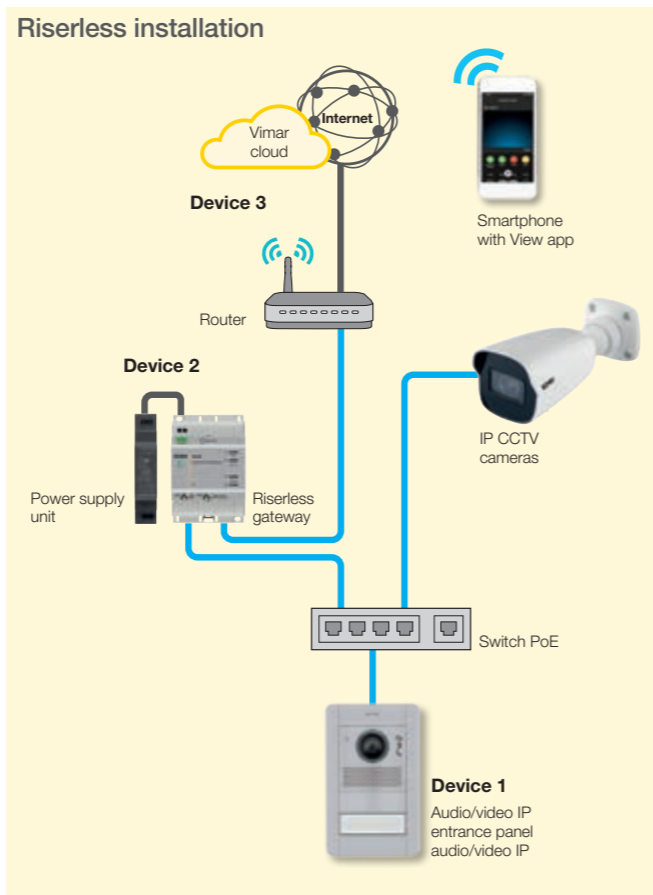 Riserless installation
Internet
Vimar
cloud
Device 3
Smartphone
with View app
Router
Device 2
IP CCTV
cameras
Power supply
unit
Riserless
gateway
Switch PoE
Device 1
Audio/video IP
entrance panel
audio/video IP